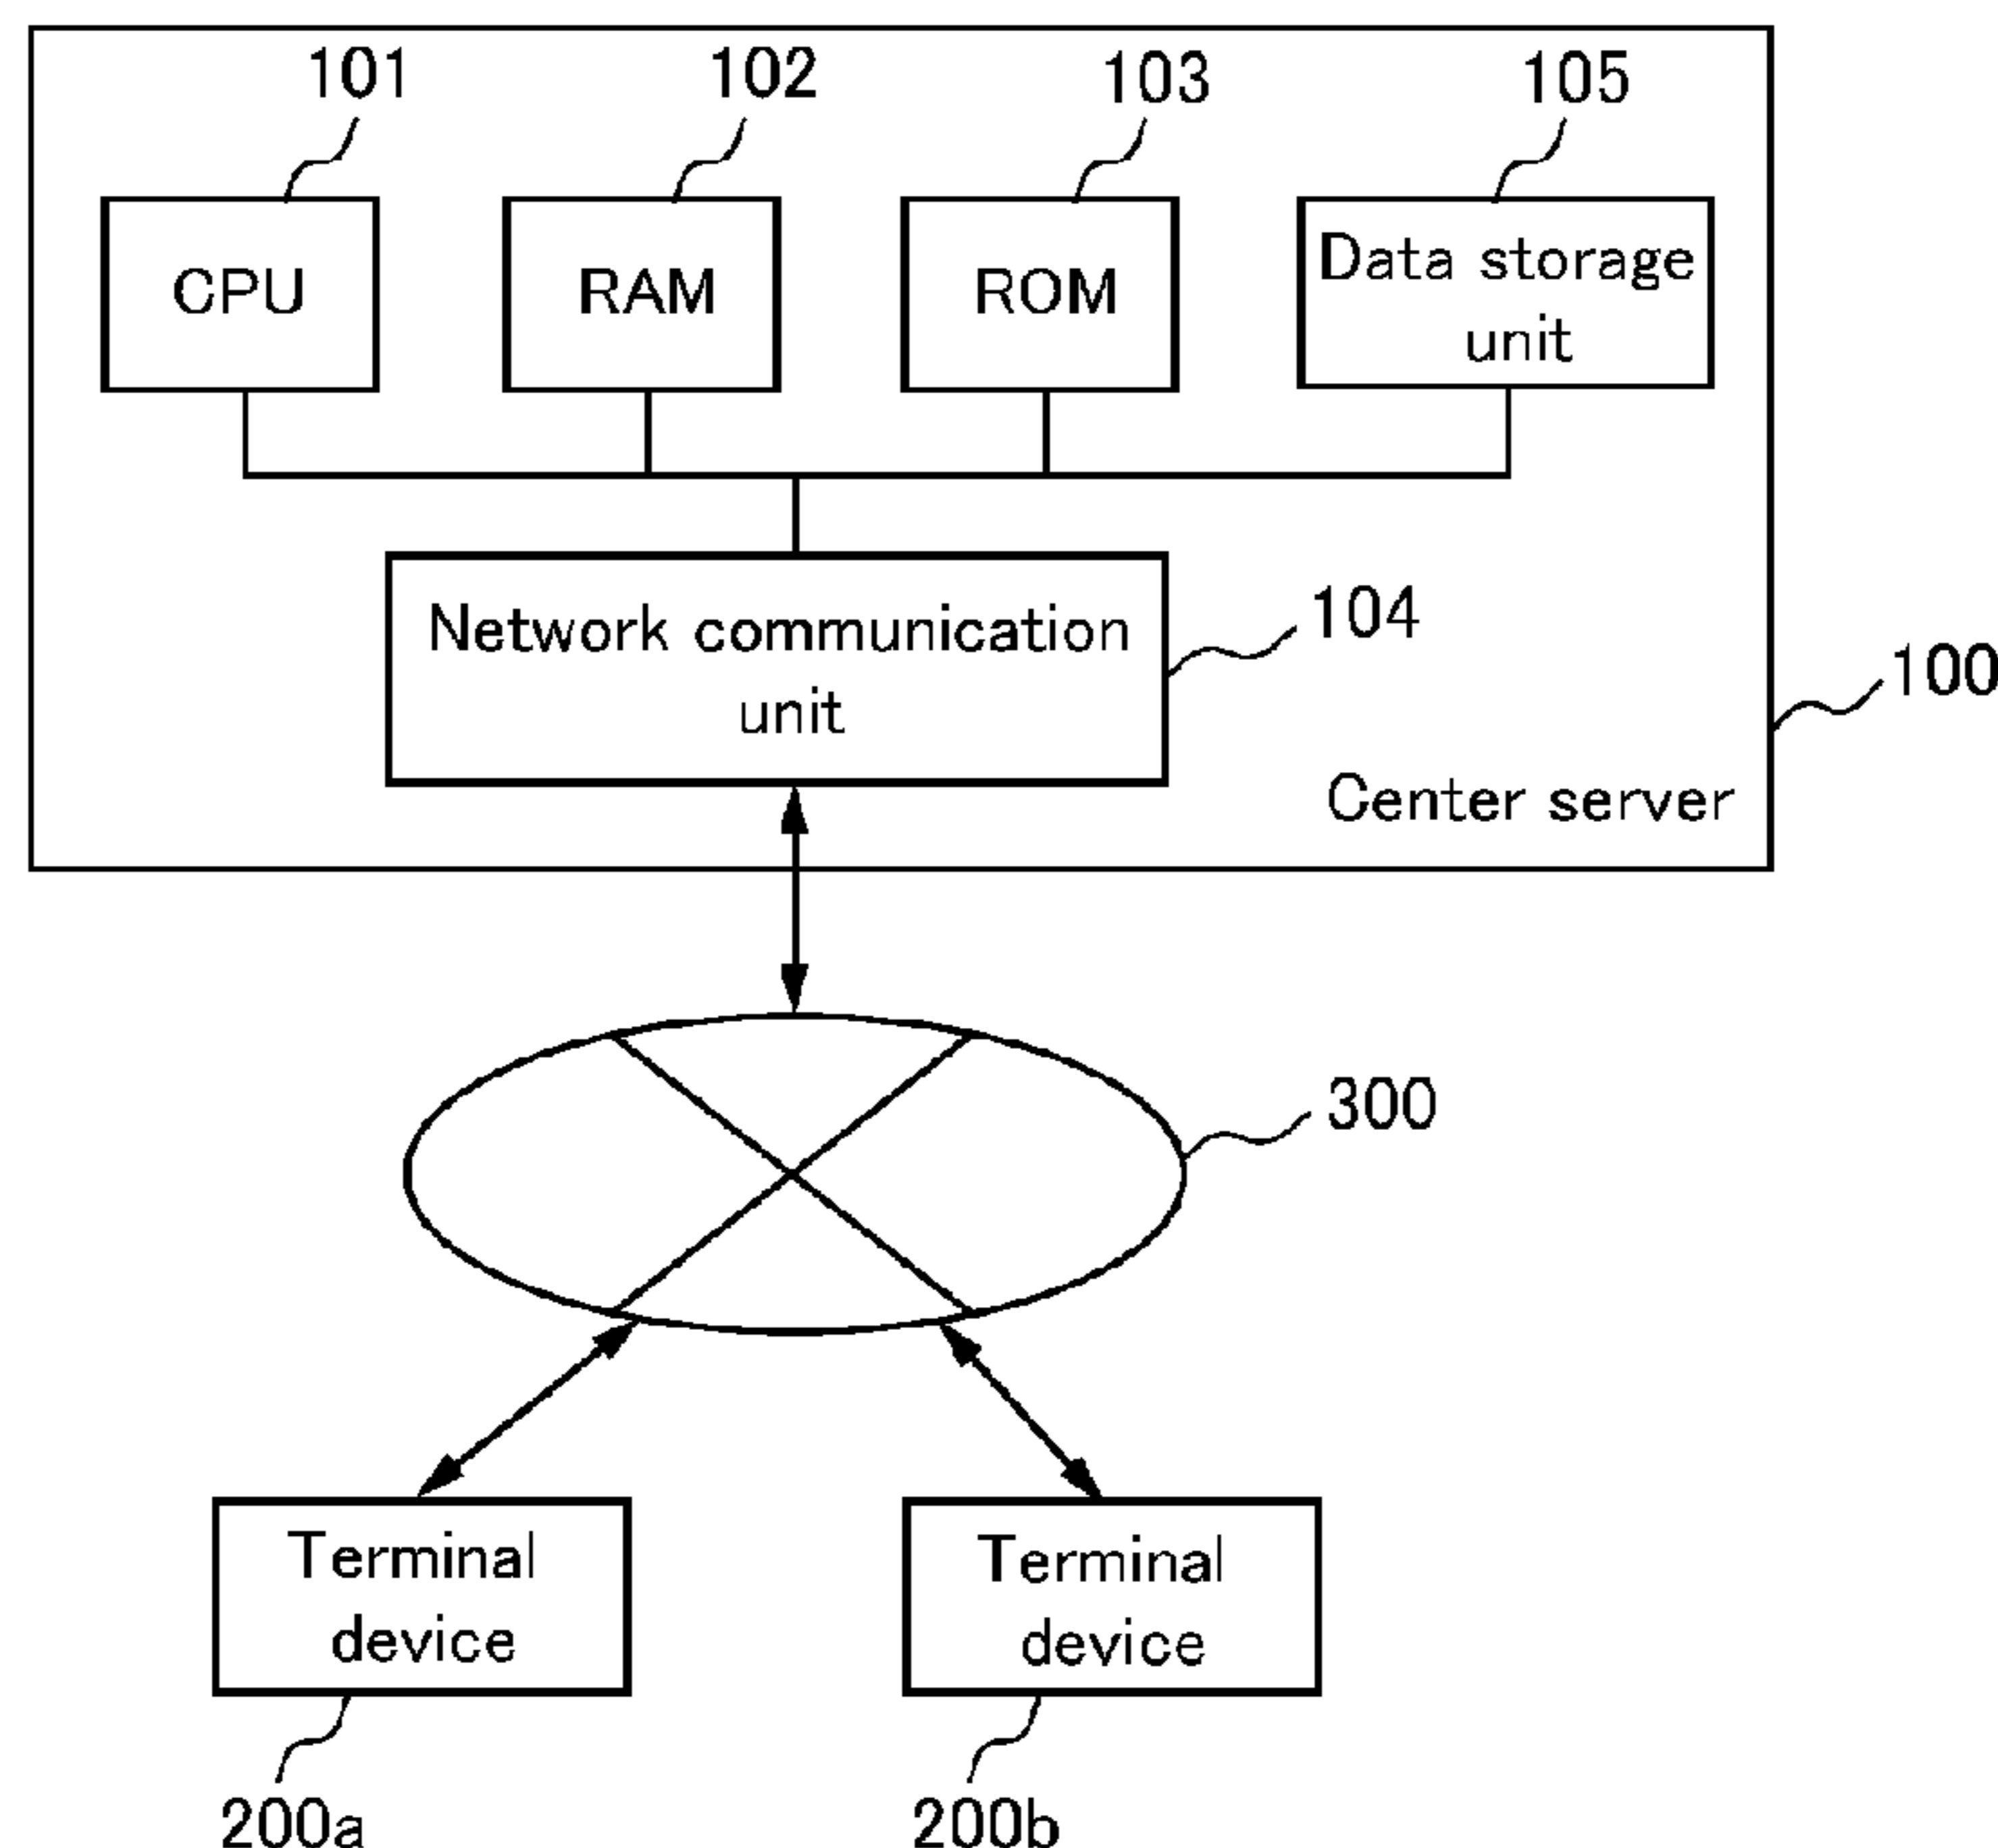 101
102
103
105
CPU
RAM
ROM
Data storage
unit
Network communication
unit
104
100
Center server
300
Terminal
device
Terminal
device
200a
200b